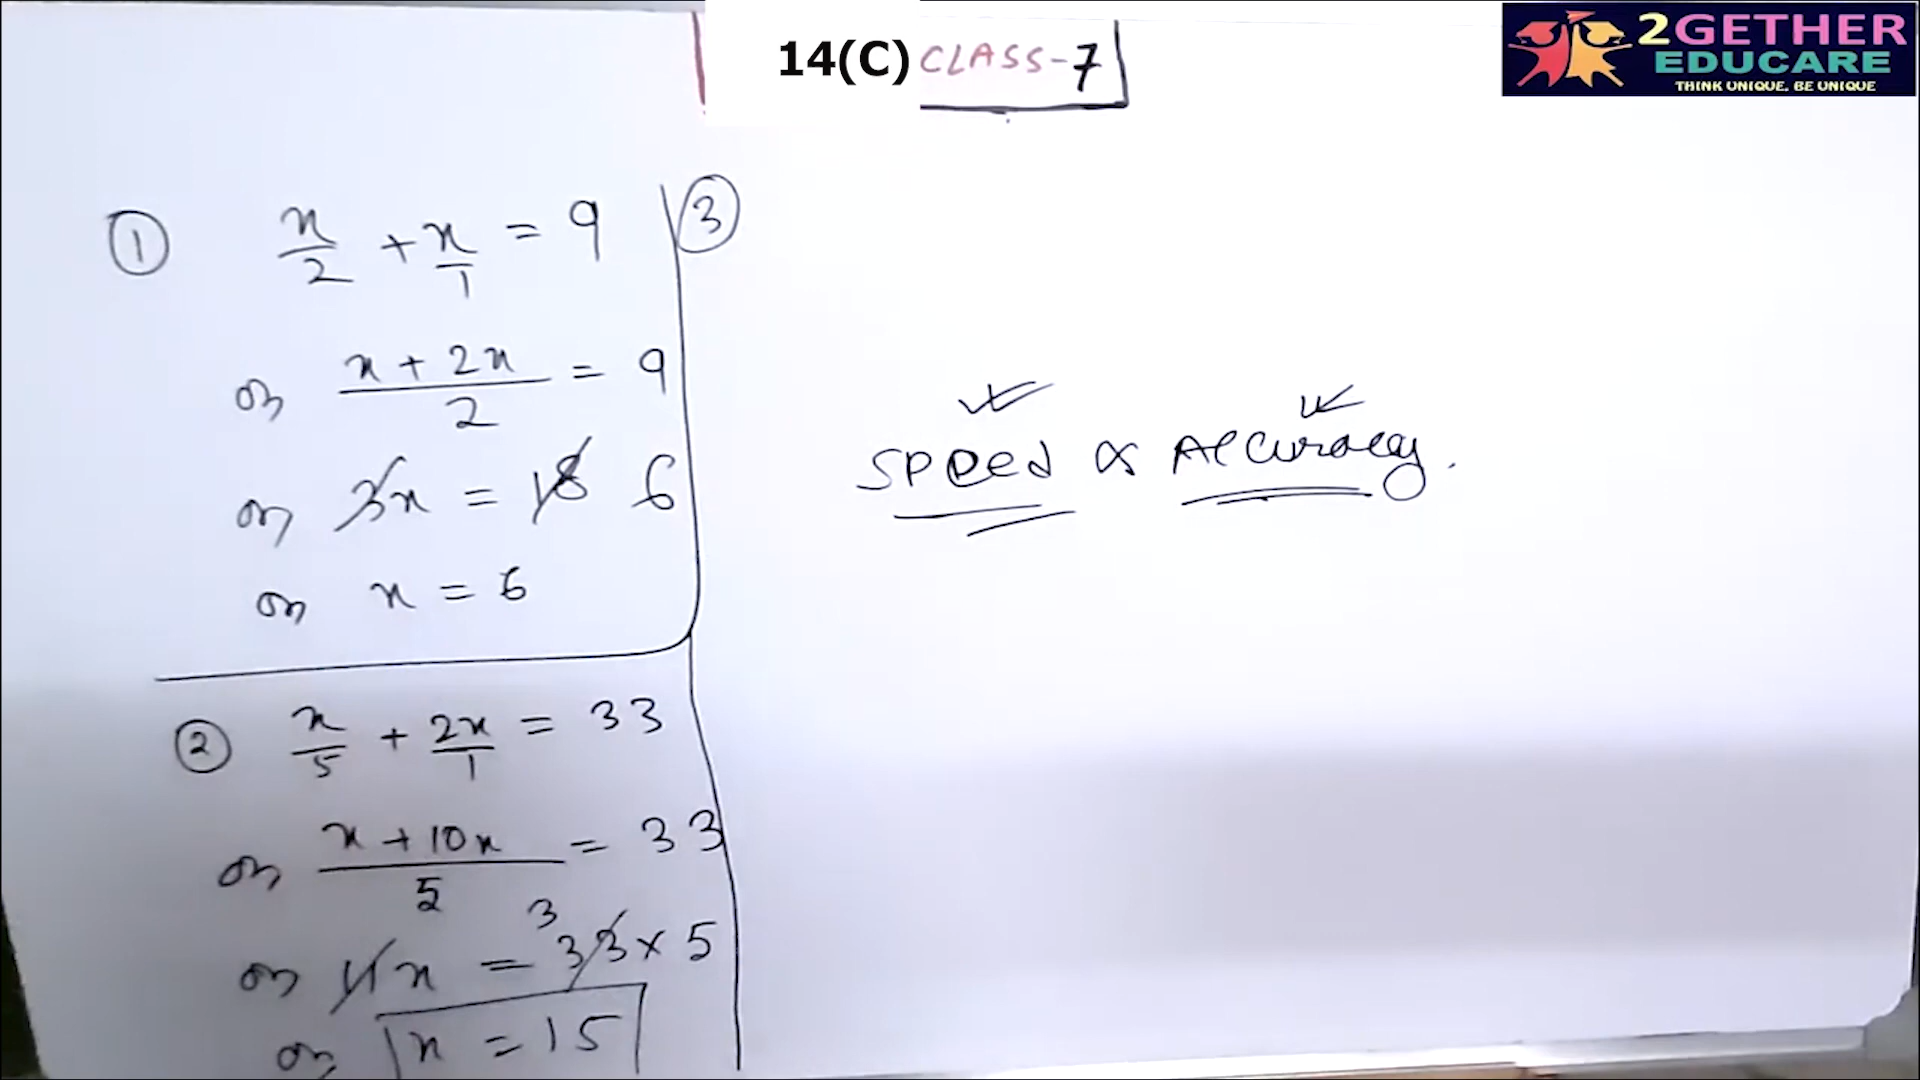 14(C) CLASS-7
2GETHER
EDUCARE
THINK UNIQUE. BE UNIQUE
① x/2 + x/1 = 9
or (x + 2x)/2 = 9
or 3x = 18 6
or x = 6
② x/5 + 2x/1 = 33
or (x + 10x)/5 = 33
or 11x = 33 3 × 5
or x = 15
③
Speed ∝ Accuracy.